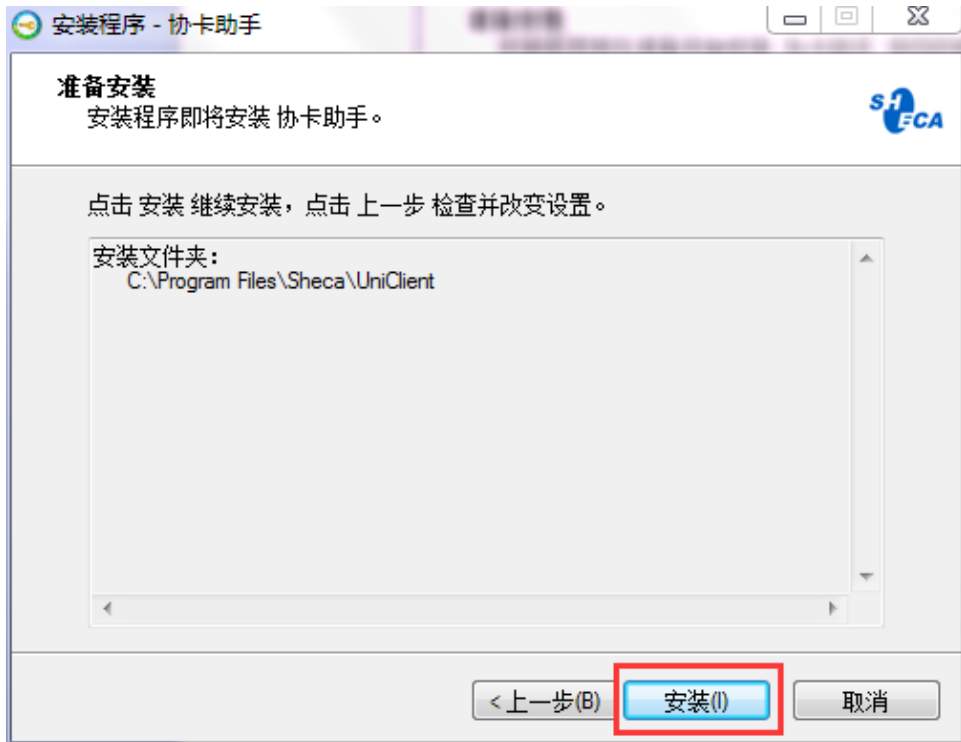 安装程序 - 协卡助手
准备安装
安装程序即将安装 协卡助手。
SHECA
点击 安装 继续安装，点击 上一步 检查并改变设置。
安装文件夹：
C:\Program Files\Sheca\UniClient
<上一步(B)
安装(I)
取消